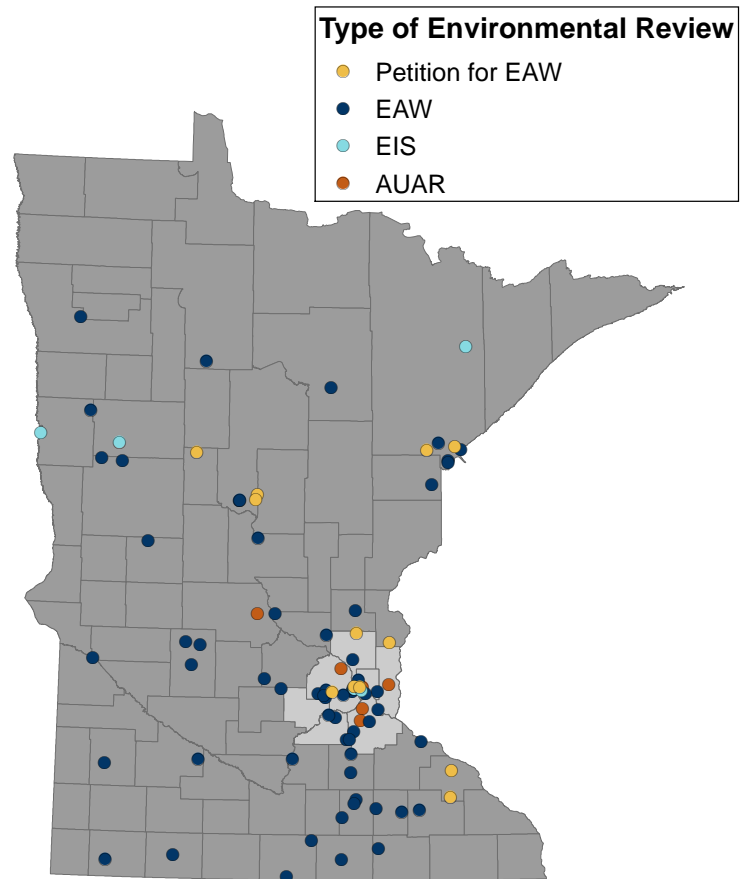 Type of Environmental Review
Petition for EAW
EAW
EIS
AUAR